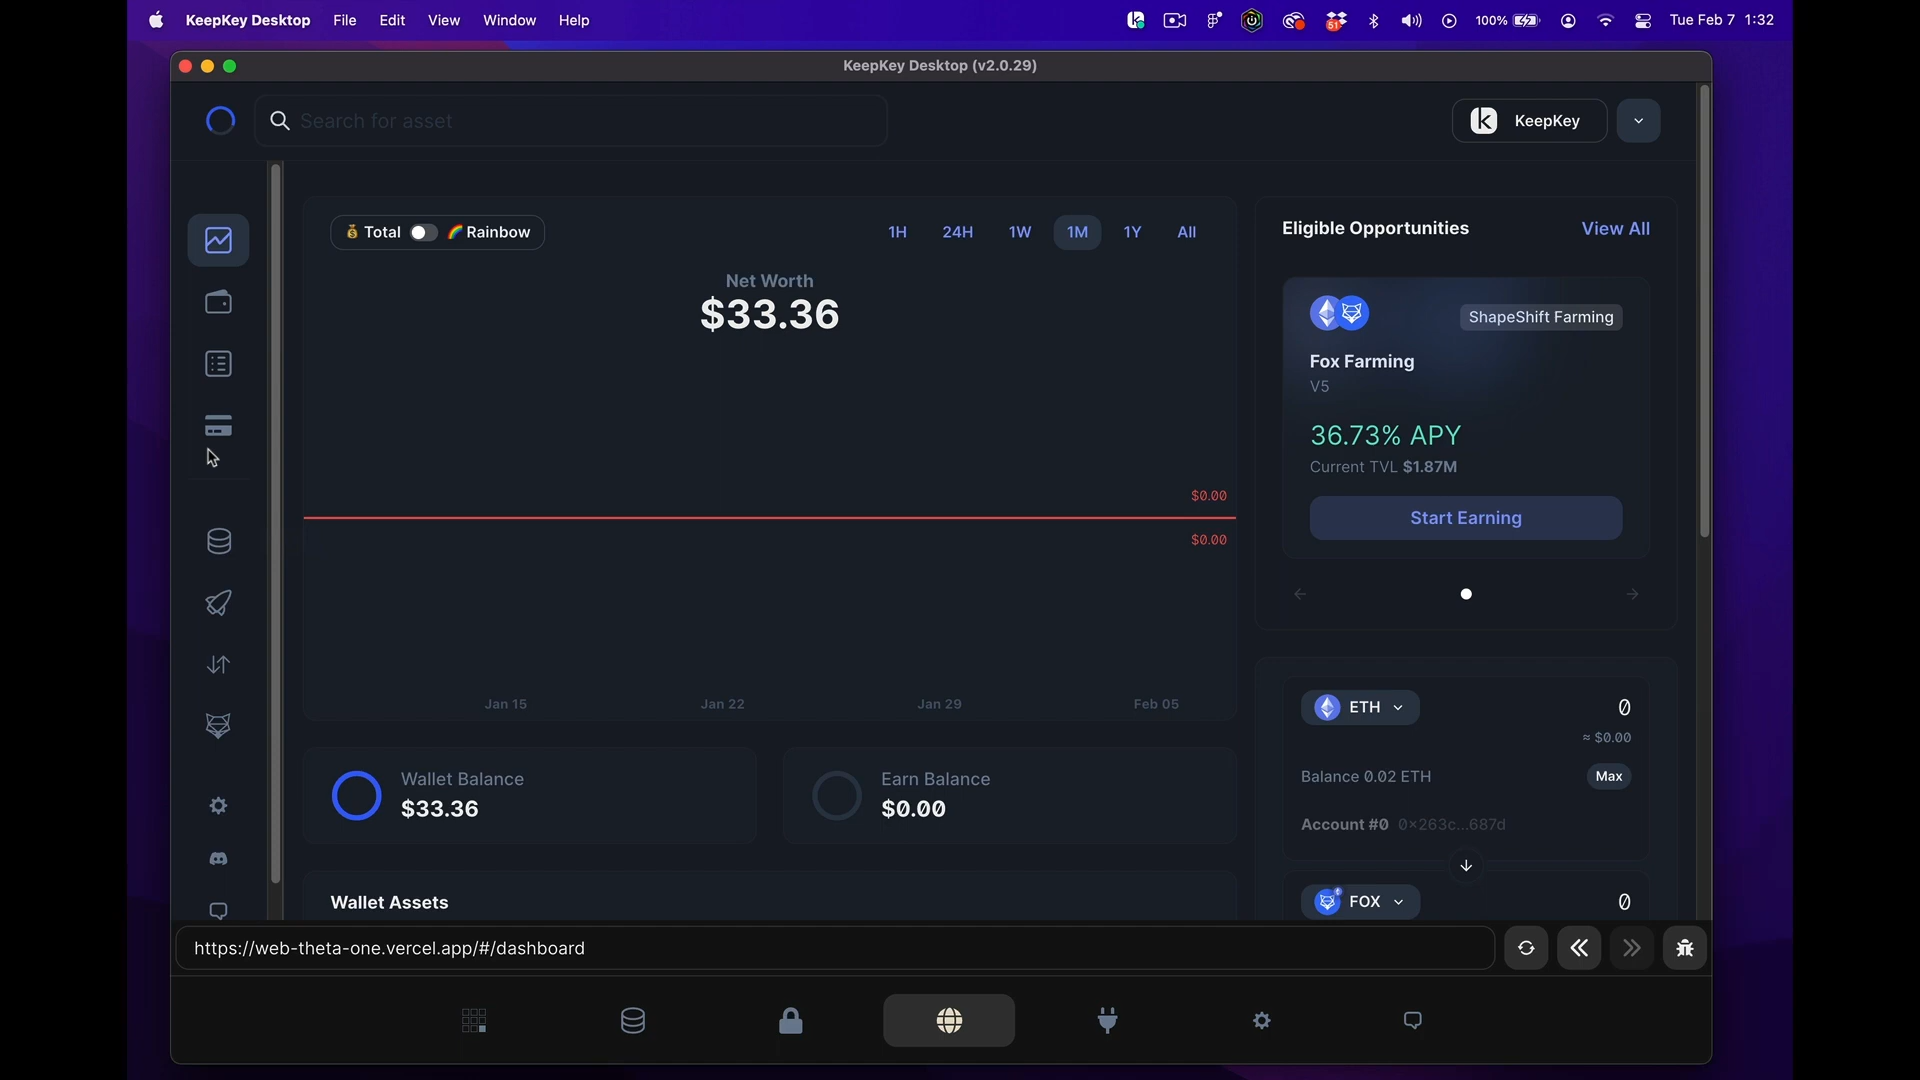 KeepKey Desktop File Edit View Window Help
51 100% Tue Feb 7 1:32
KeepKey Desktop (v2.0.29)
Search for asset
KeepKey
Total Rainbow
1H 24H 1W 1M 1Y All
Net Worth
$33.36
$0.00
$0.00
Jan 15 Jan 22 Jan 29 Feb 05
Wallet Balance
$33.36
Earn Balance
$0.00
Wallet Assets
Eligible Opportunities View All
ShapeShift Farming
Fox Farming
V5
36.73% APY
Current TVL $1.87M
Start Earning
ETH 0
≈ $0.00
Balance 0.02 ETH Max
Account #0 0×263c...687d
FOX 0
https://web-theta-one.vercel.app/#/dashboard